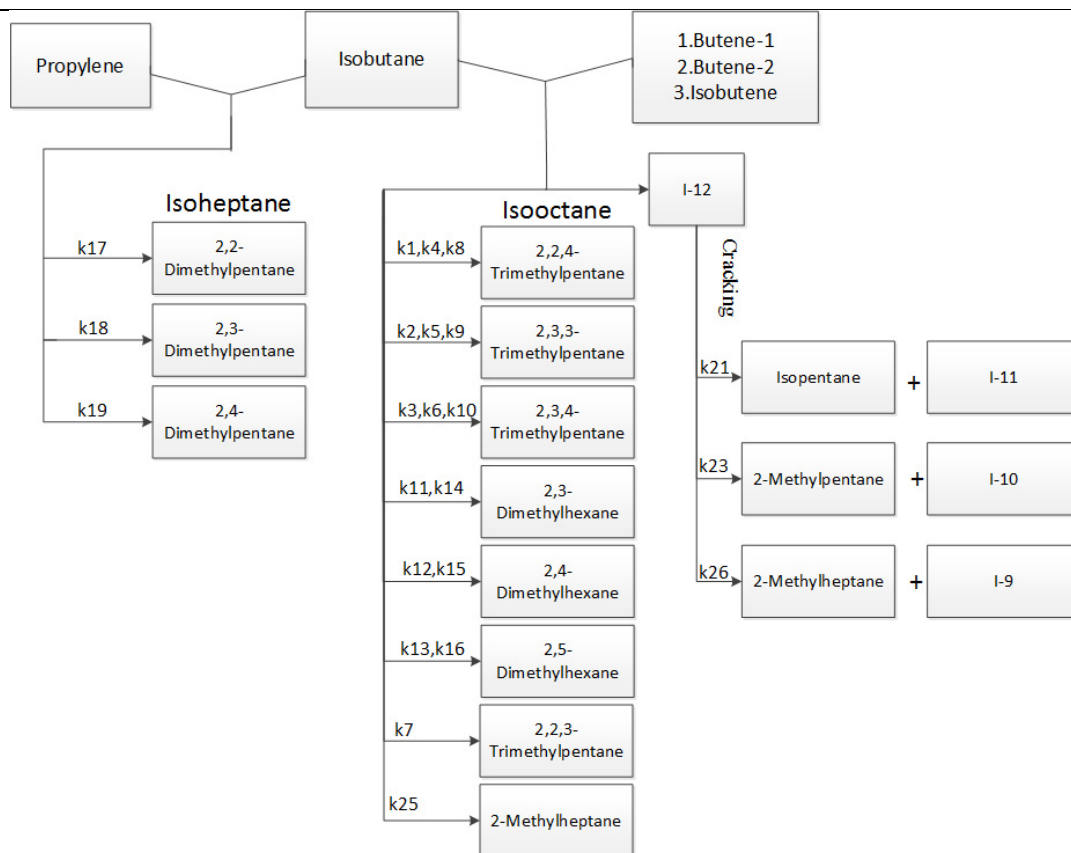 Propylene
Isobutane
1.Butene-1
2.Butene-2
3.Isobutene
Isoheptane
k17
2,2-
Dimethylpentane
k18
2,3-
Dimethylpentane
k19
2,4-
Dimethylpentane
Isooctane
k1,k4,k8
2,2,4-
Trimethylpentane
k2,k5,k9
2,3,3-
Trimethylpentane
k3,k6,k10
2,3,4-
Trimethylpentane
k11,k14
2,3-
Dimethylhexane
k12,k15
2,4-
Dimethylhexane
k13,k16
2,5-
Dimethylhexane
k7
2,2,3-
Trimethylpentane
k25
2-Methylheptane
I-12
Cracking
k21
Isopentane
+
I-11
k23
2-Methylpentane
+
I-10
k26
2-Methylheptane
+
I-9